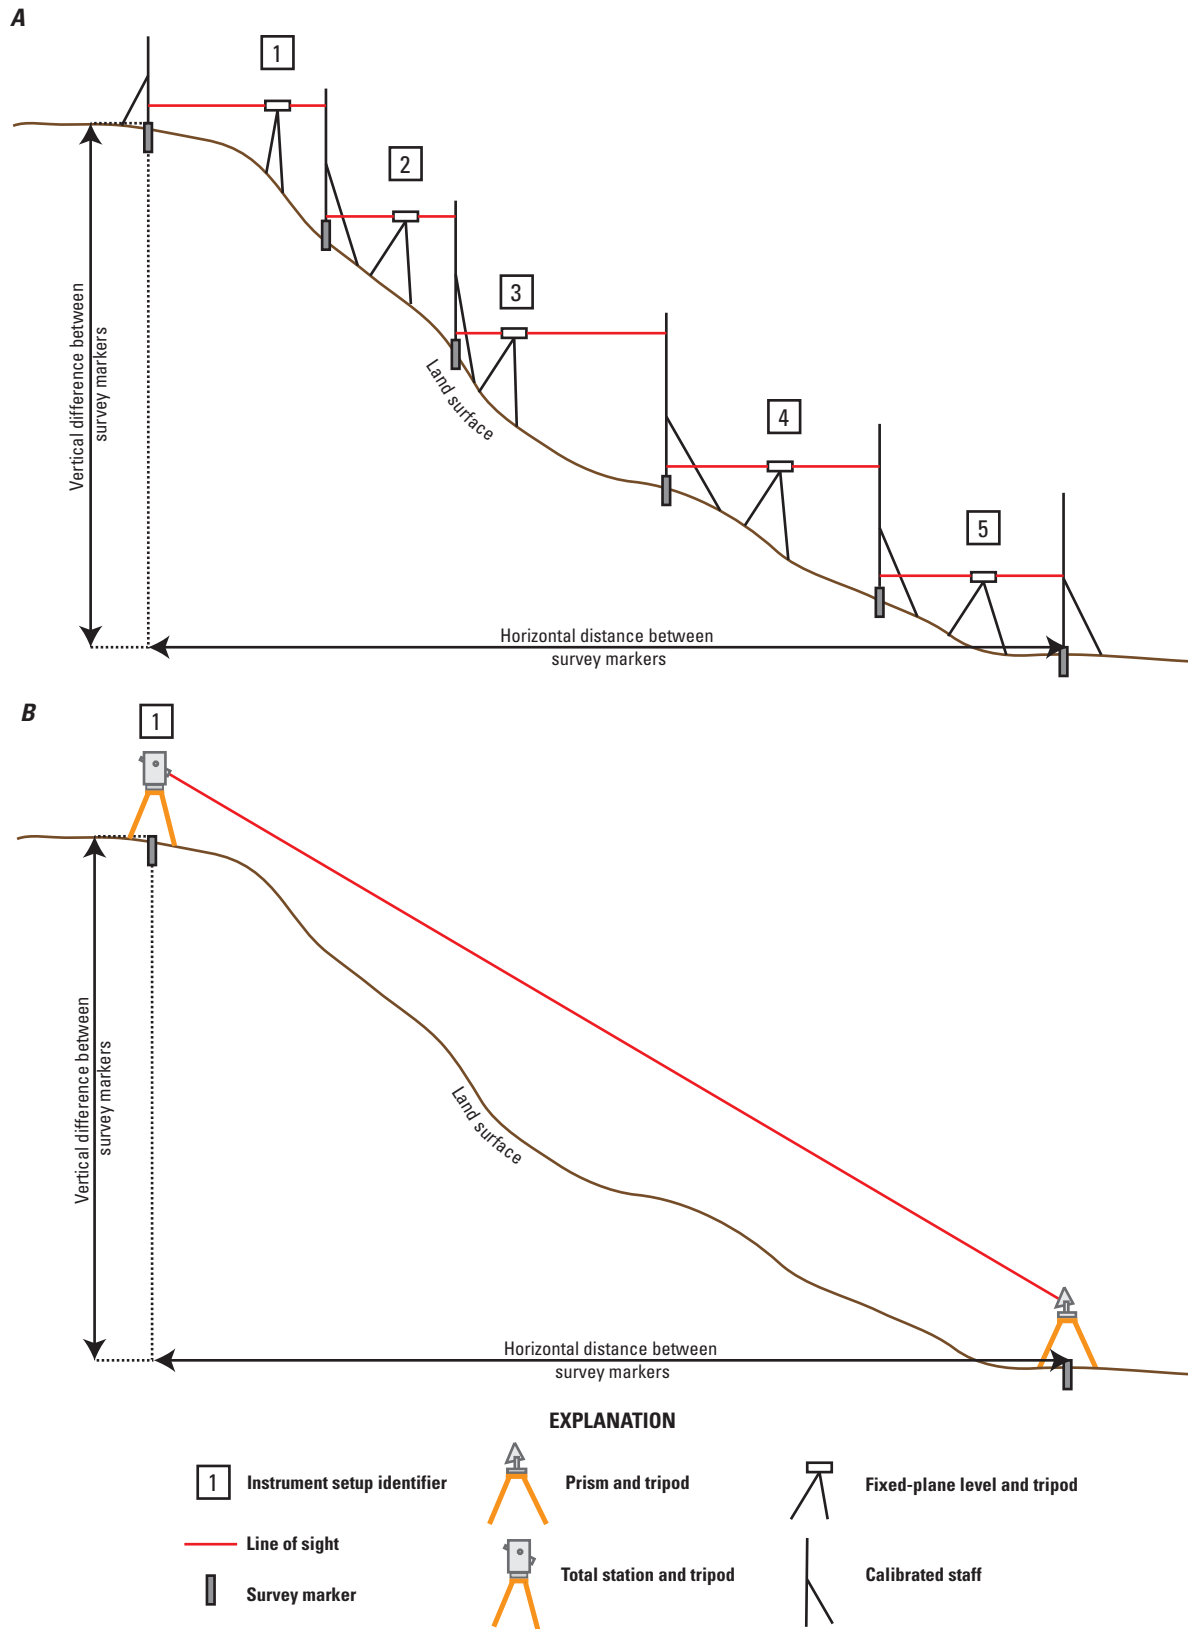 A
1
2
3
4
5
Vertical difference between
survey markers
Land surface
Horizontal distance between
survey markers
B
1
Vertical difference between
survey markers
Land surface
Horizontal distance between
survey markers
EXPLANATION
1 Instrument setup identifier
Prism and tripod
Fixed-plane level and tripod
Line of sight
Total station and tripod
Calibrated staff
Survey marker